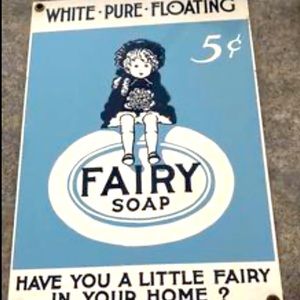 WHITE · PURE · FLOATING
5¢
FAIRY
SOAP
HAVE YOU A LITTLE FAIRY
IN YOUR HOME ?